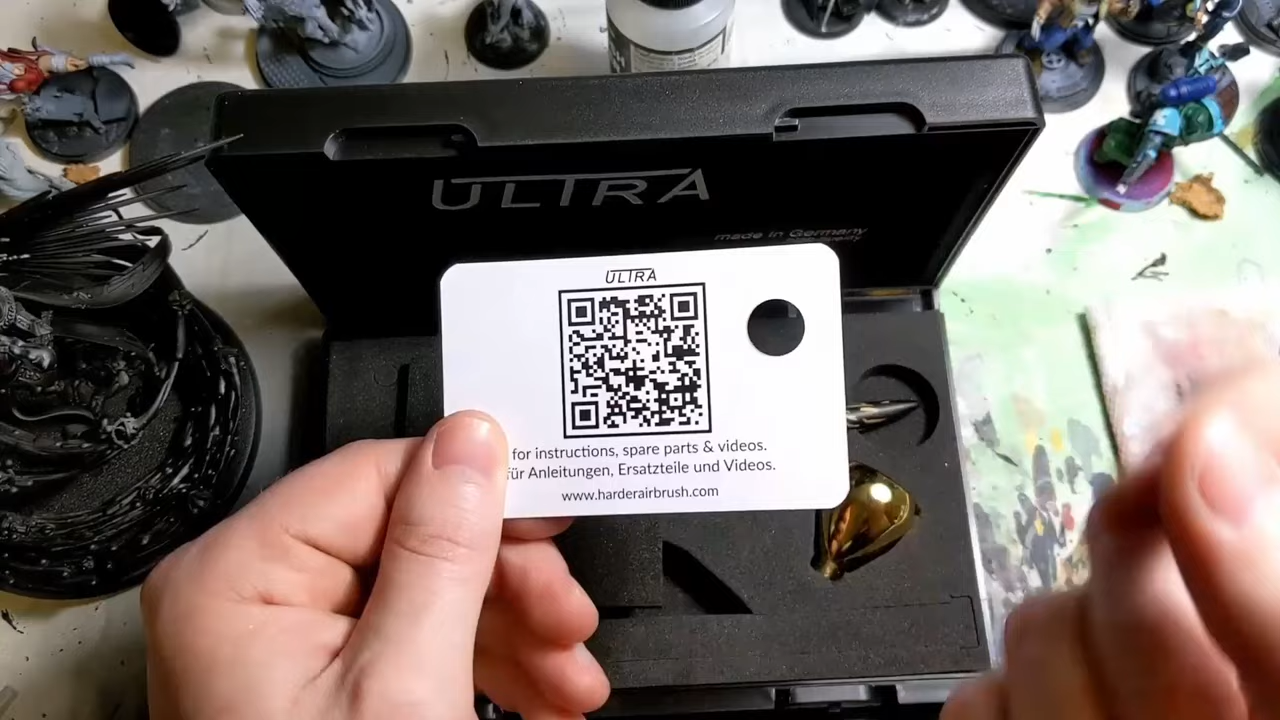 ULTRA
made in Germany
ULTRA
for instructions, spare parts & videos.
für Anleitungen, Ersatzteile und Videos.
www.harderairbrush.com